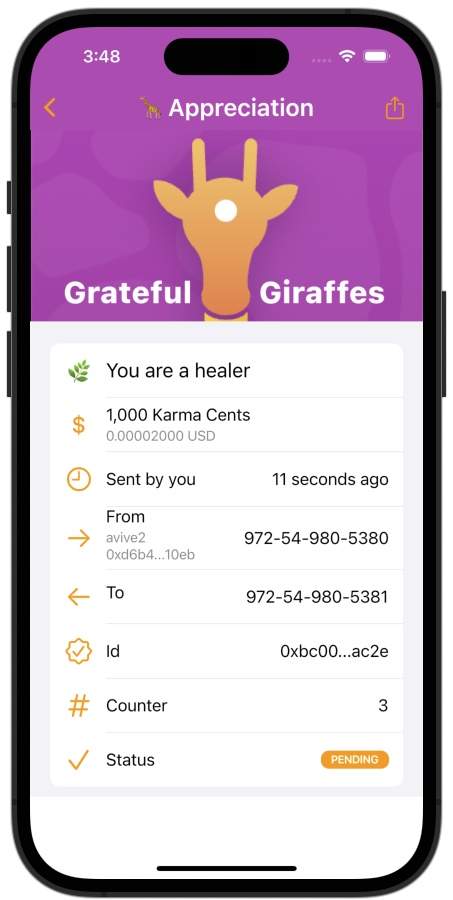 3:48
Appreciation
Grateful Giraffes
You are a healer
$ 1,000 Karma Cents
0.00002000 USD
Sent by you 11 seconds ago
From
avive2 972-54-980-5380
0xd6b4...10eb
To 972-54-980-5381
Id 0xbc00...ac2e
# Counter 3
Status PENDING